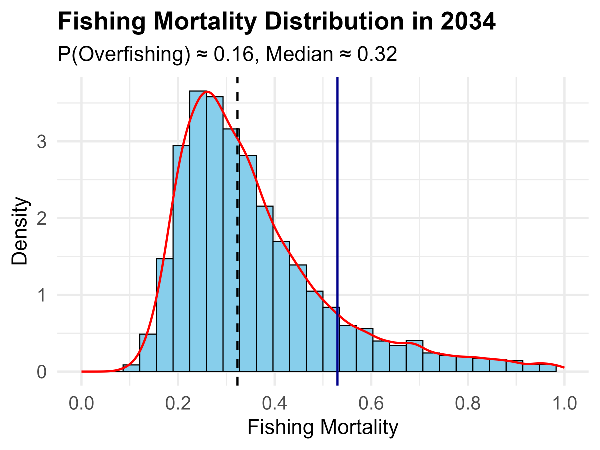 Fishing Mortality Distribution in 2034
P(Overfishing) ≈ 0.16, Median ≈ 0.32
3
2
1
0
Density
0.0 0.2 0.4 0.6 0.8 1.0
Fishing Mortality